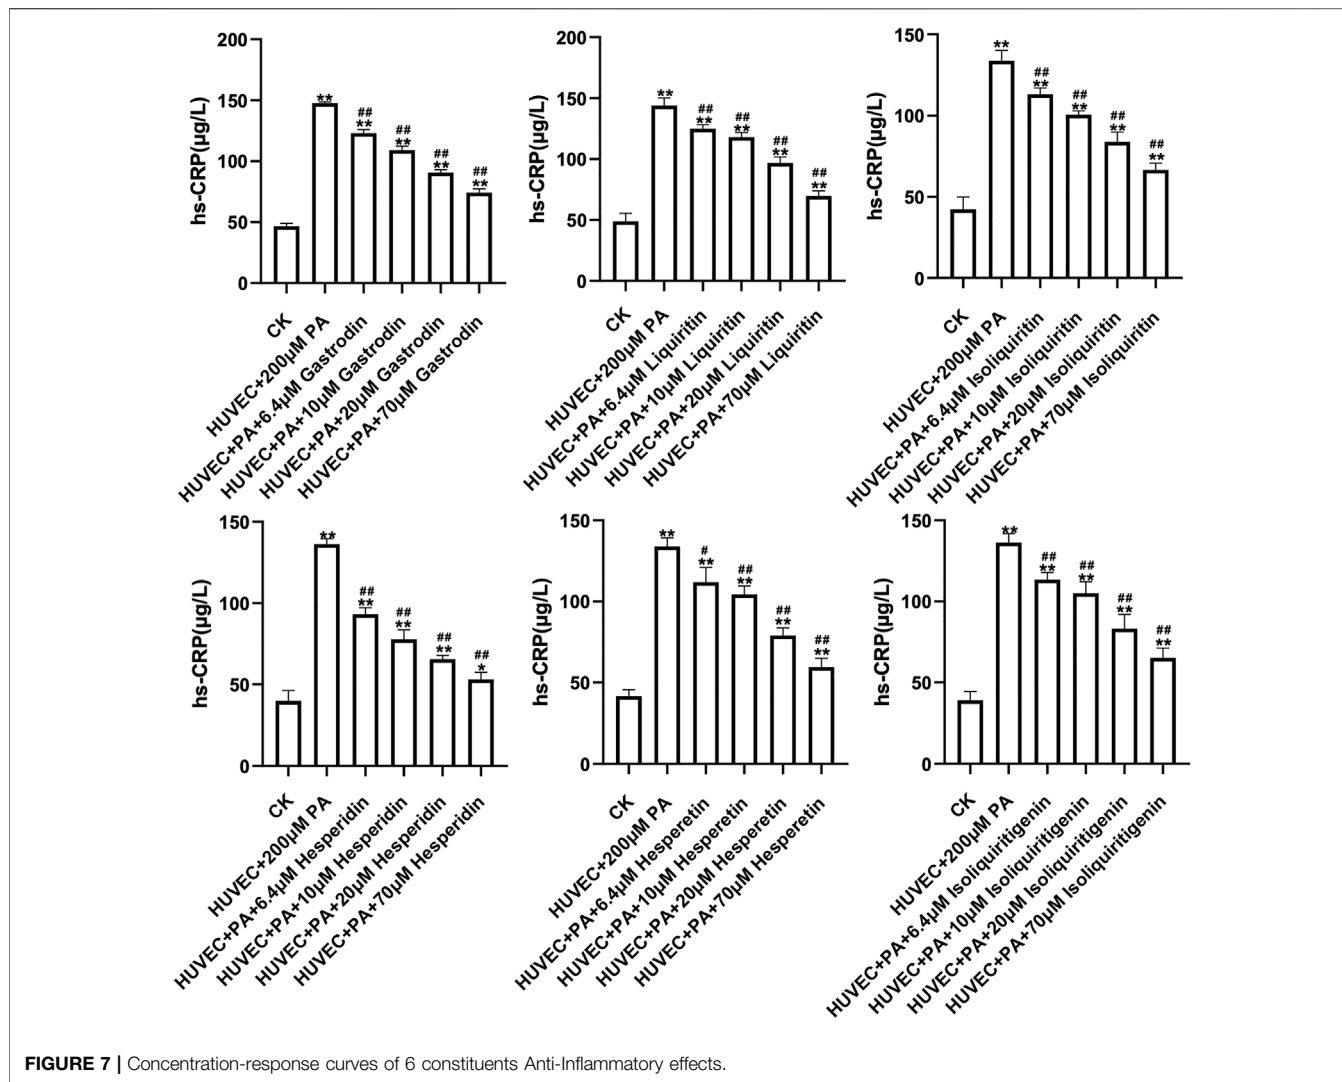 hs-CRP(μg/L)
200
150
100
50
0
**
##
**
##
**
##
**
##
**
CK
HUVEC+200μM PA
HUVEC+PA+6.4μM Gastrodin
HUVEC+PA+10μM Gastrodin
HUVEC+PA+20μM Gastrodin
HUVEC+PA+70μM Gastrodin
hs-CRP(μg/L)
200
150
100
50
0
**
##
**
##
**
##
**
##
**
CK
HUVEC+200μM PA
HUVEC+PA+6.4μM Liquiritin
HUVEC+PA+10μM Liquiritin
HUVEC+PA+20μM Liquiritin
HUVEC+PA+70μM Liquiritin
hs-CRP(μg/L)
150
100
50
0
**
##
**
##
**
##
**
##
**
CK
HUVEC+200μM PA
HUVEC+PA+6.4μM Isoliquiritin
HUVEC+PA+10μM Isoliquiritin
HUVEC+PA+20μM Isoliquiritin
HUVEC+PA+70μM Isoliquiritin
hs-CRP(μg/L)
150
100
50
0
**
##
**
##
**
##
**
##
*
CK
HUVEC+200μM PA
HUVEC+PA+6.4μM Hesperidin
HUVEC+PA+10μM Hesperidin
HUVEC+PA+20μM Hesperidin
HUVEC+PA+70μM Hesperidin
hs-CRP(μg/L)
150
100
50
0
**
#
**
##
**
##
**
##
**
CK
HUVEC+200μM PA
HUVEC+PA+6.4μM Hesperetin
HUVEC+PA+10μM Hesperetin
HUVEC+PA+20μM Hesperetin
HUVEC+PA+70μM Hesperetin
hs-CRP(μg/L)
150
100
50
0
**
##
**
##
**
##
**
##
**
CK
HUVEC+200μM PA
HUVEC+PA+6.4μM Isoliquiritigenin
HUVEC+PA+10μM Isoliquiritigenin
HUVEC+PA+20μM Isoliquiritigenin
HUVEC+PA+70μM Isoliquiritigenin
FIGURE 7 | Concentration-response curves of 6 constituents Anti-Inflammatory effects.